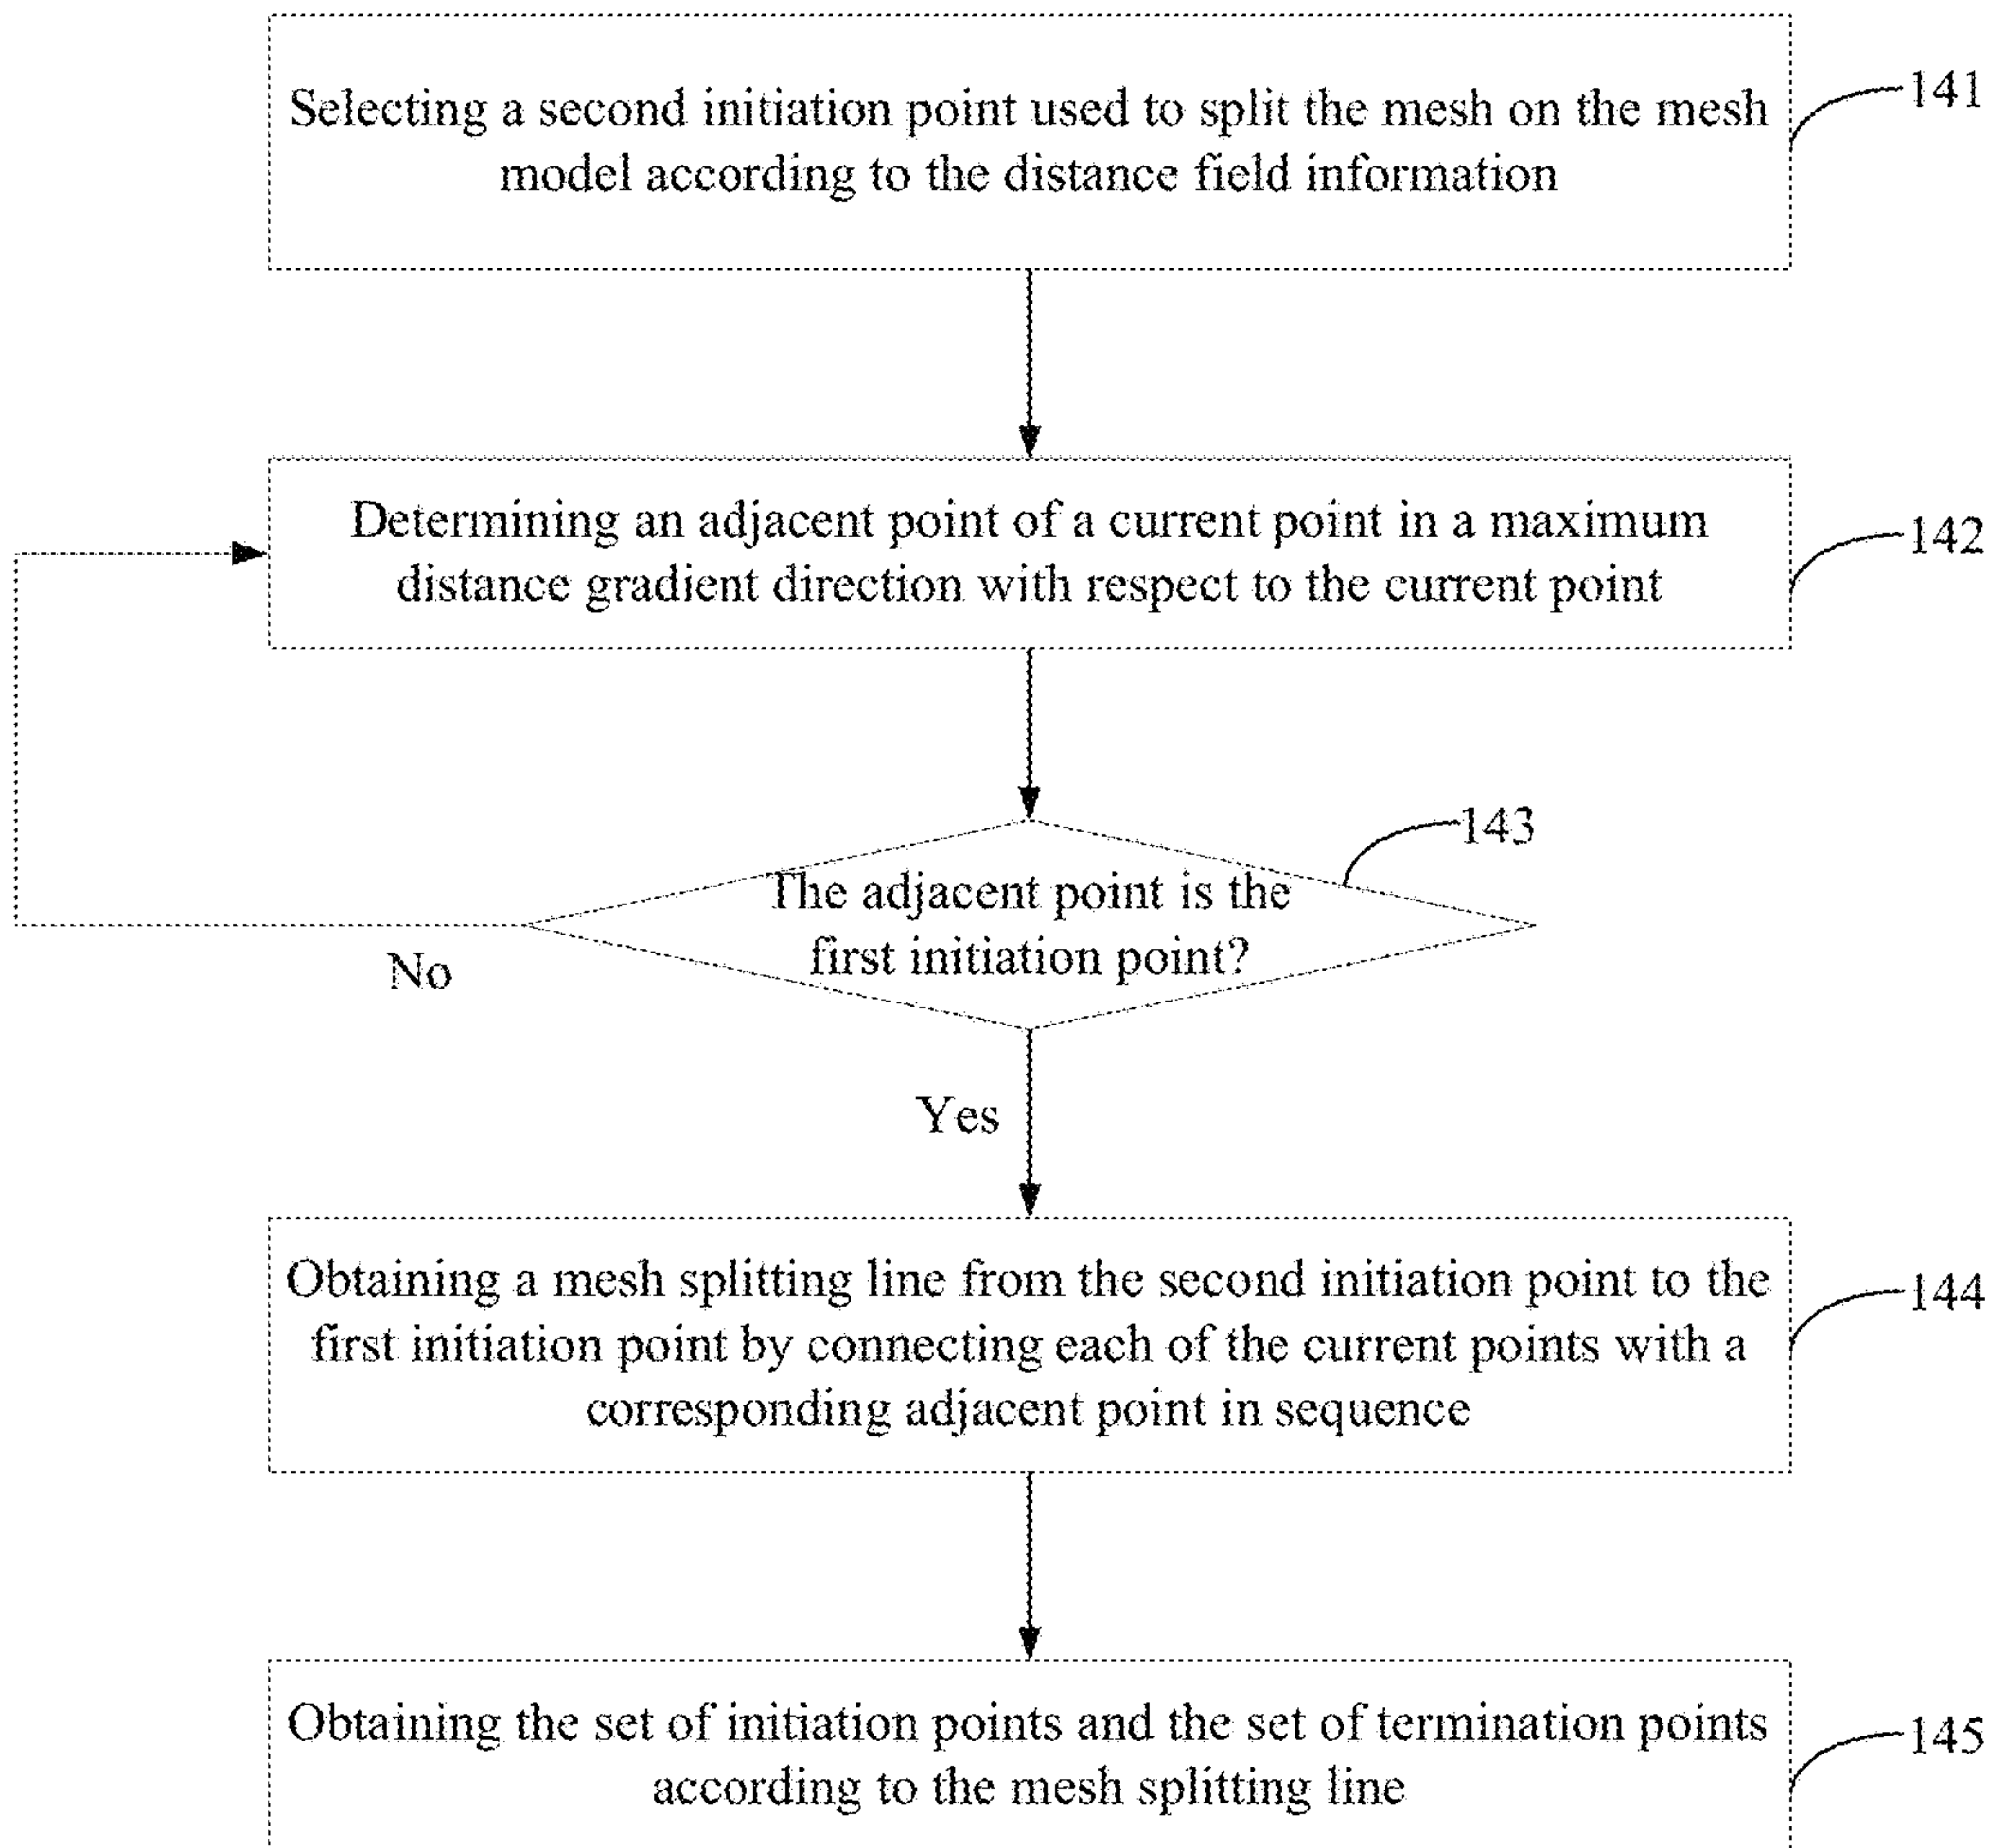 Selecting a second initiation point used to split the mesh on the mesh
model according to the distance field information
141
Determining an adjacent point of a current point in a maximum
distance gradient direction with respect to the current point
142
The adjacent point is the
first initiation point?
143
No
Yes
Obtaining a mesh splitting line from the second initiation point to the
first initiation point by connecting each of the current points with a
corresponding adjacent point in sequence
144
Obtaining the set of initiation points and the set of termination points
according to the mesh splitting line
145